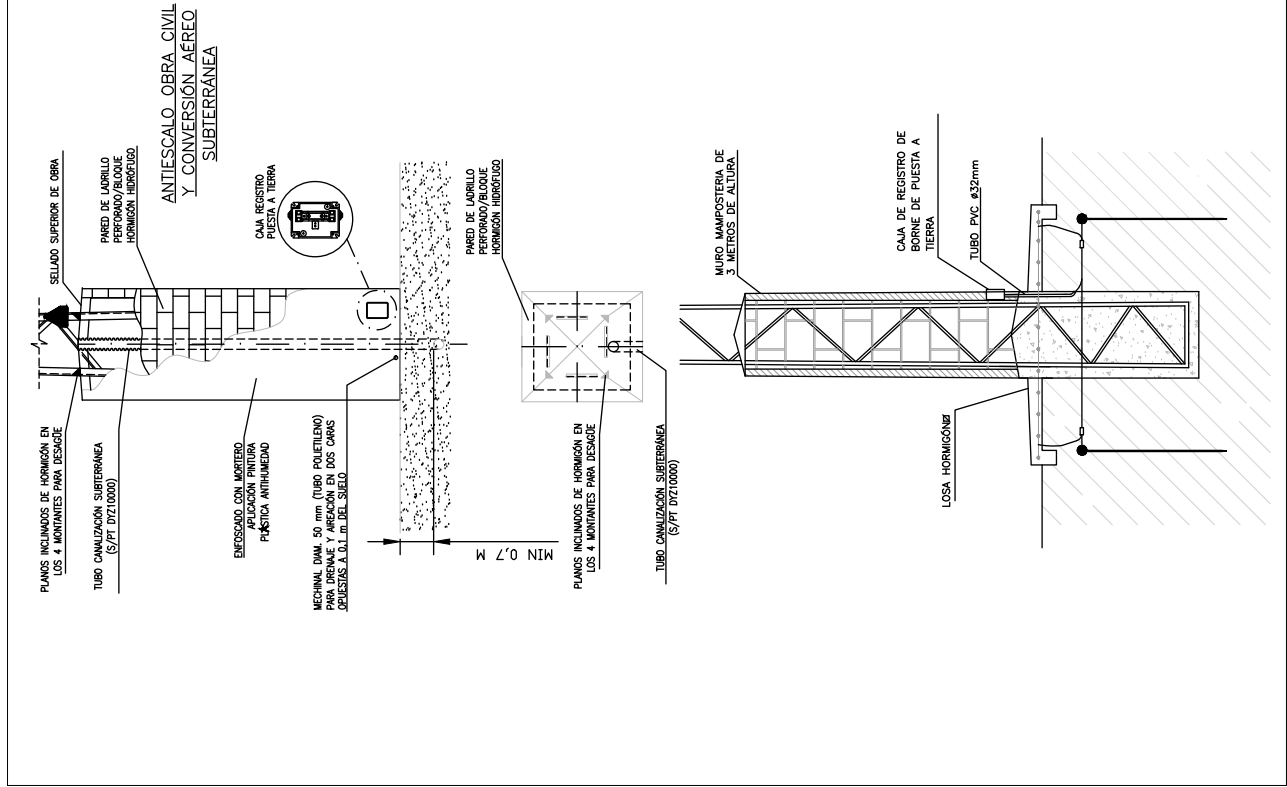 ANTIESCALO OBRA CIVIL
Y CONVERSIÓN AÉREO
SUBTERRÁNEA
SELLADO SUPERIOR DE OBRA
PARED DE LADRILLO
PERFORADO/BLOQUE
HORMIGÓN HIDRÓFUGO
CAJA REGISTRO
PUESTA A TIERRA
PLANOS INCLINADOS DE HORMIGÓN EN
LOS 4 MONTANTES PARA DESAGÜE
TUBO CANALIZACIÓN SUBTERRÁNEA
(S/PT DYZ10000)
ENFOSCADO CON MORTERO
APLICACIÓN PINTURA
PLÁSTICA ANTIHUMEDAD
MECHINAL DIAM. 50 mm (TUBO POLIETILENO)
PARA DRENAJE Y AIREACIÓN EN DOS CARAS
OPUESTAS A 0,1 m DEL SUELO
MIN 0,7 M
PARED DE LADRILLO
PERFORADO/BLOQUE
HORMIGÓN HIDRÓFUGO
PLANOS INCLINADOS DE HORMIGÓN EN
LOS 4 MONTANTES PARA DESAGÜE
TUBO CANALIZACIÓN SUBTERRÁNEA
(S/PT DYZ10000)
MURO MAMPOSTERIA DE
3 METROS DE ALTURA
CAJA DE REGISTRO DE
BORNE DE PUESTA A
TIERRA
TUBO PVC ø32mm
LOSA